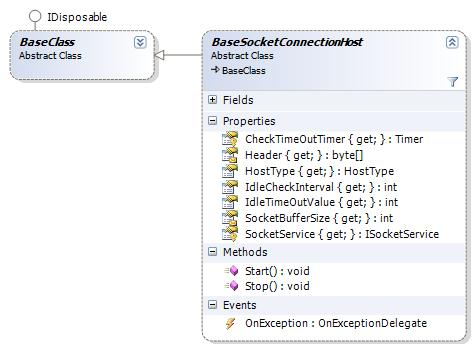 IDisposable
BaseClass
Abstract Class
BaseSocketConnectionHost
Abstract Class
BaseClass
Fields
Properties
CheckTimeOutTimer { get; } : Timer
Header { get; } : byte[]
HostType { get; } : HostType
IdleCheckInterval { get; } : int
IdleTimeOutValue { get; } : int
SocketBufferSize { get; } : int
SocketService { get; } : ISocketService
Methods
Start() : void
Stop() : void
Events
OnException : OnExceptionDelegate